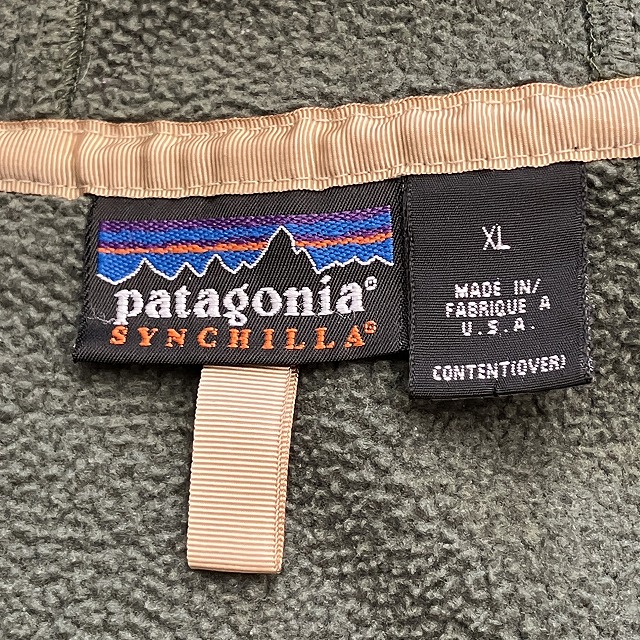 patagonia®
SYNCHILLA®
XL
MADE IN/
FABRIQUE A
U.S.A.
CONTENT(OVER)